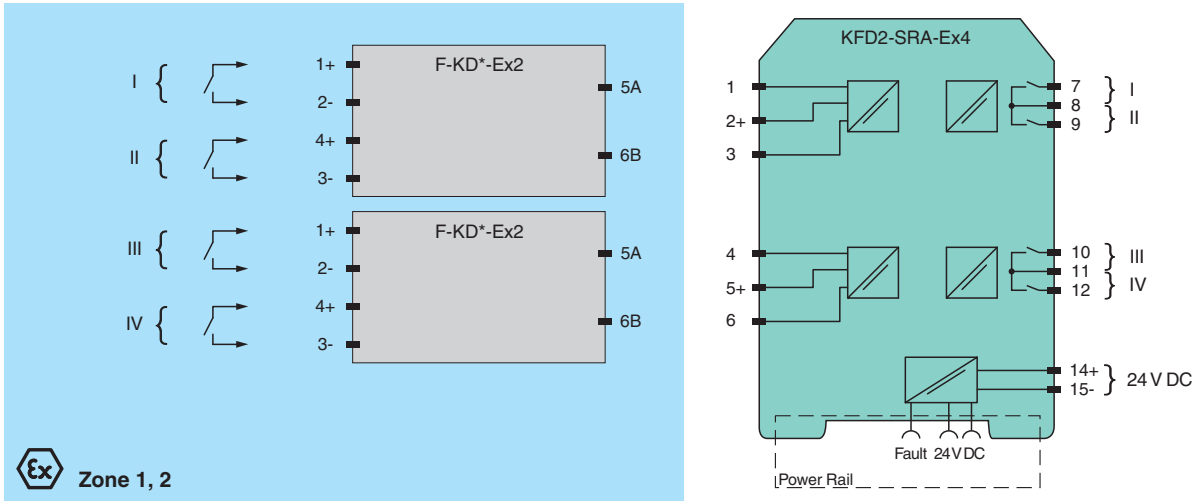 I
1+
2-
F-KD*-Ex2
5A
II
4+
3-
6B
III
1+
2-
F-KD*-Ex2
5A
IV
4+
3-
6B
Ex Zone 1, 2
KFD2-SRA-Ex4
1
2+
3
7
8
9
I
II
4
5+
6
10
11
12
III
IV
14+
15-
24 V DC
Fault 24 V DC
Power Rail